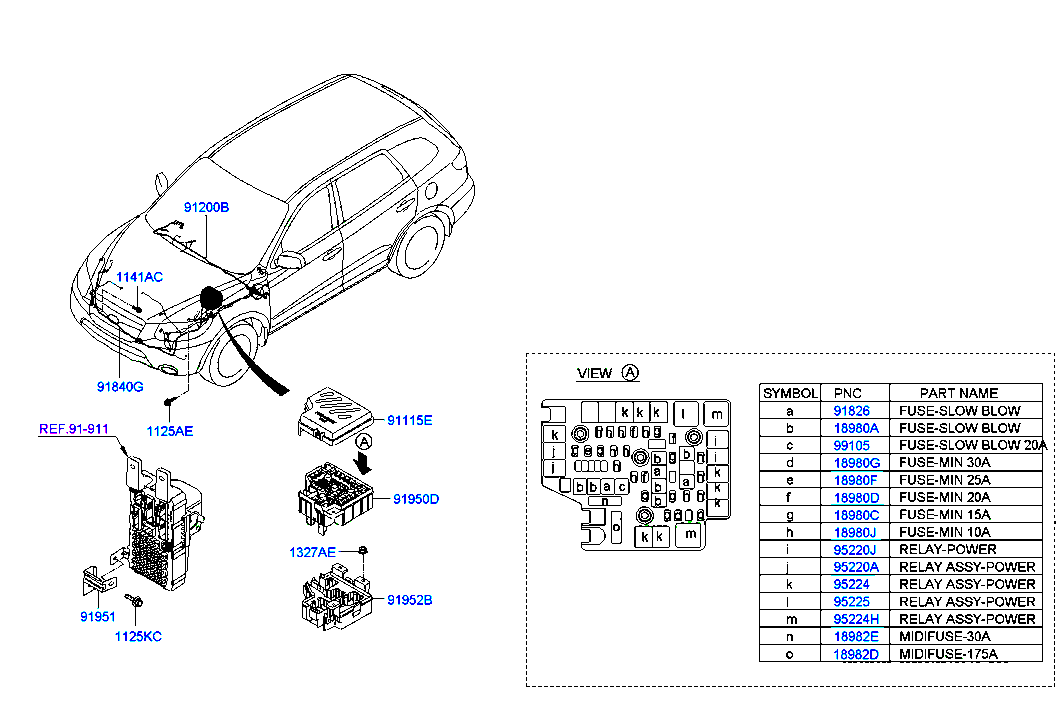 91200B
1141AC
91840G
1125AE
REF.91-911
91115E
A
91950D
1327AE
91952B
91951
1125KC
VIEW A
k k k l m
k
j
j
i
i
k
k
k
b b a c
n
b
a
b
b
a
o
k k
m
SYMBOL PNC PART NAME
a 91826 FUSE-SLOW BLOW
b 18980A FUSE-SLOW BLOW
c 99105 FUSE-SLOW BLOW 20A
d 18980G FUSE-MIN 30A
e 18980F FUSE-MIN 25A
f 18980D FUSE-MIN 20A
g 18980C FUSE-MIN 15A
h 18980J FUSE-MIN 10A
i 95220J RELAY-POWER
j 95220A RELAY ASSY-POWER
k 95224 RELAY ASSY-POWER
l 95225 RELAY ASSY-POWER
m 95224H RELAY ASSY-POWER
n 18982E MIDIFUSE-30A
o 18982D MIDIFUSE-175A